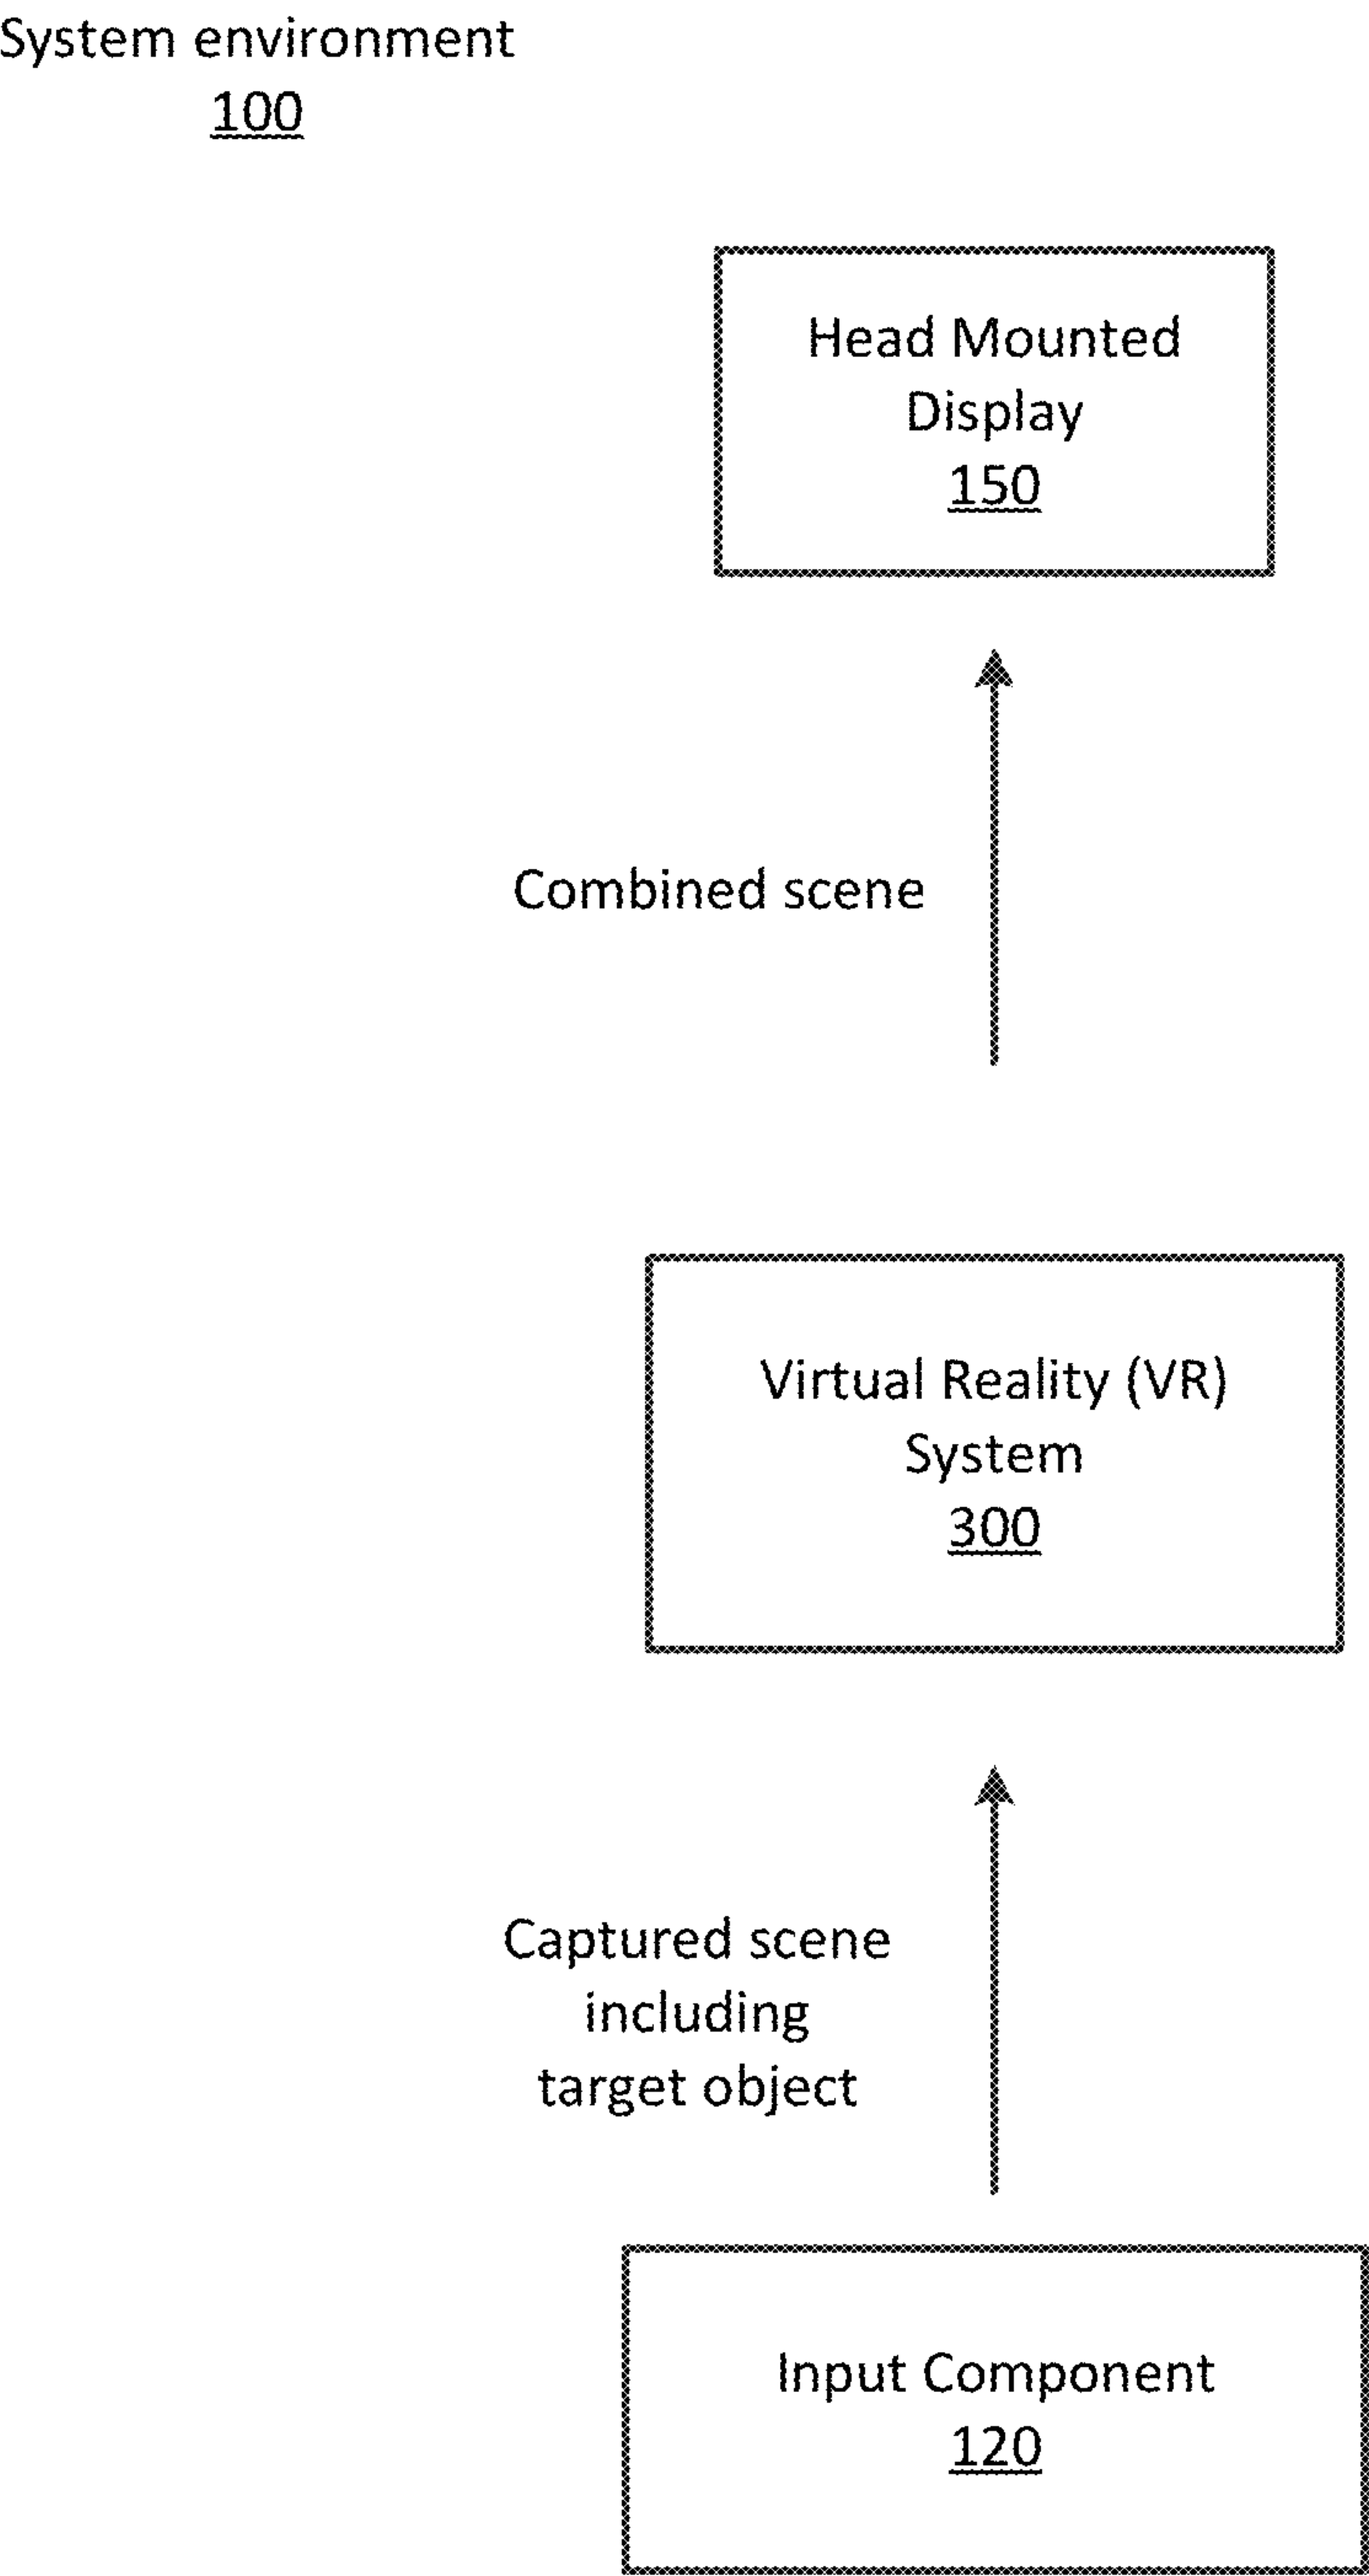 System environment
100
Head Mounted
Display
150
Combined scene
Virtual Reality (VR)
System
300
Captured scene
including
target object
Input Component
120